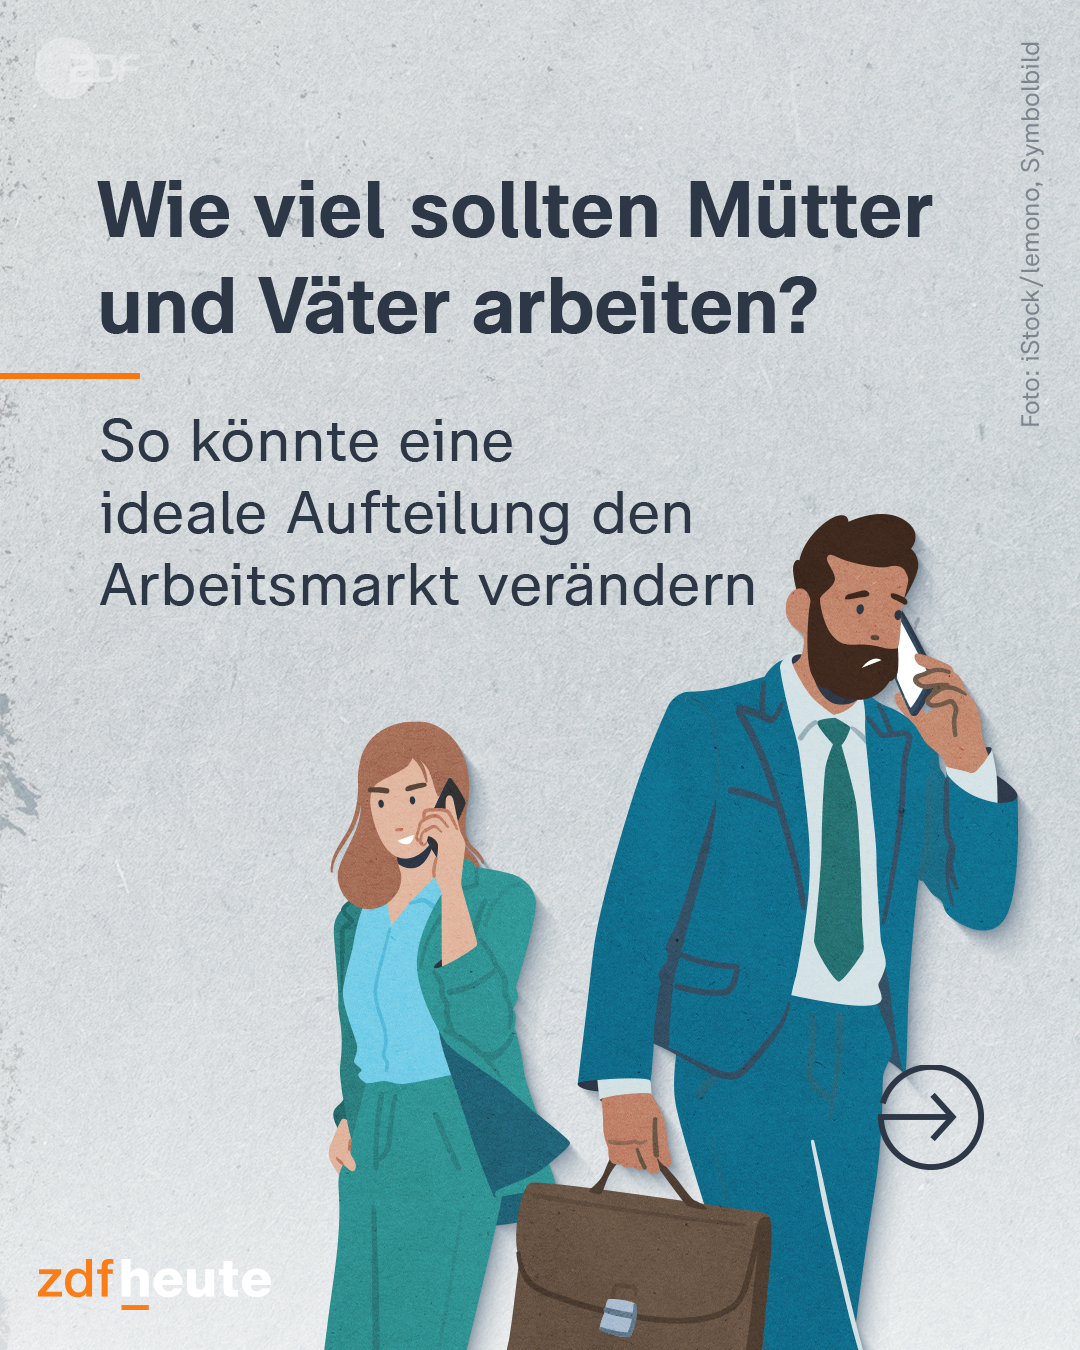 ZDF
Foto: iStock/lemono, Symbolbild
Wie viel sollten Mütter
und Väter arbeiten?
So könnte eine
ideale Aufteilung den
Arbeitsmarkt verändern
zdfheute